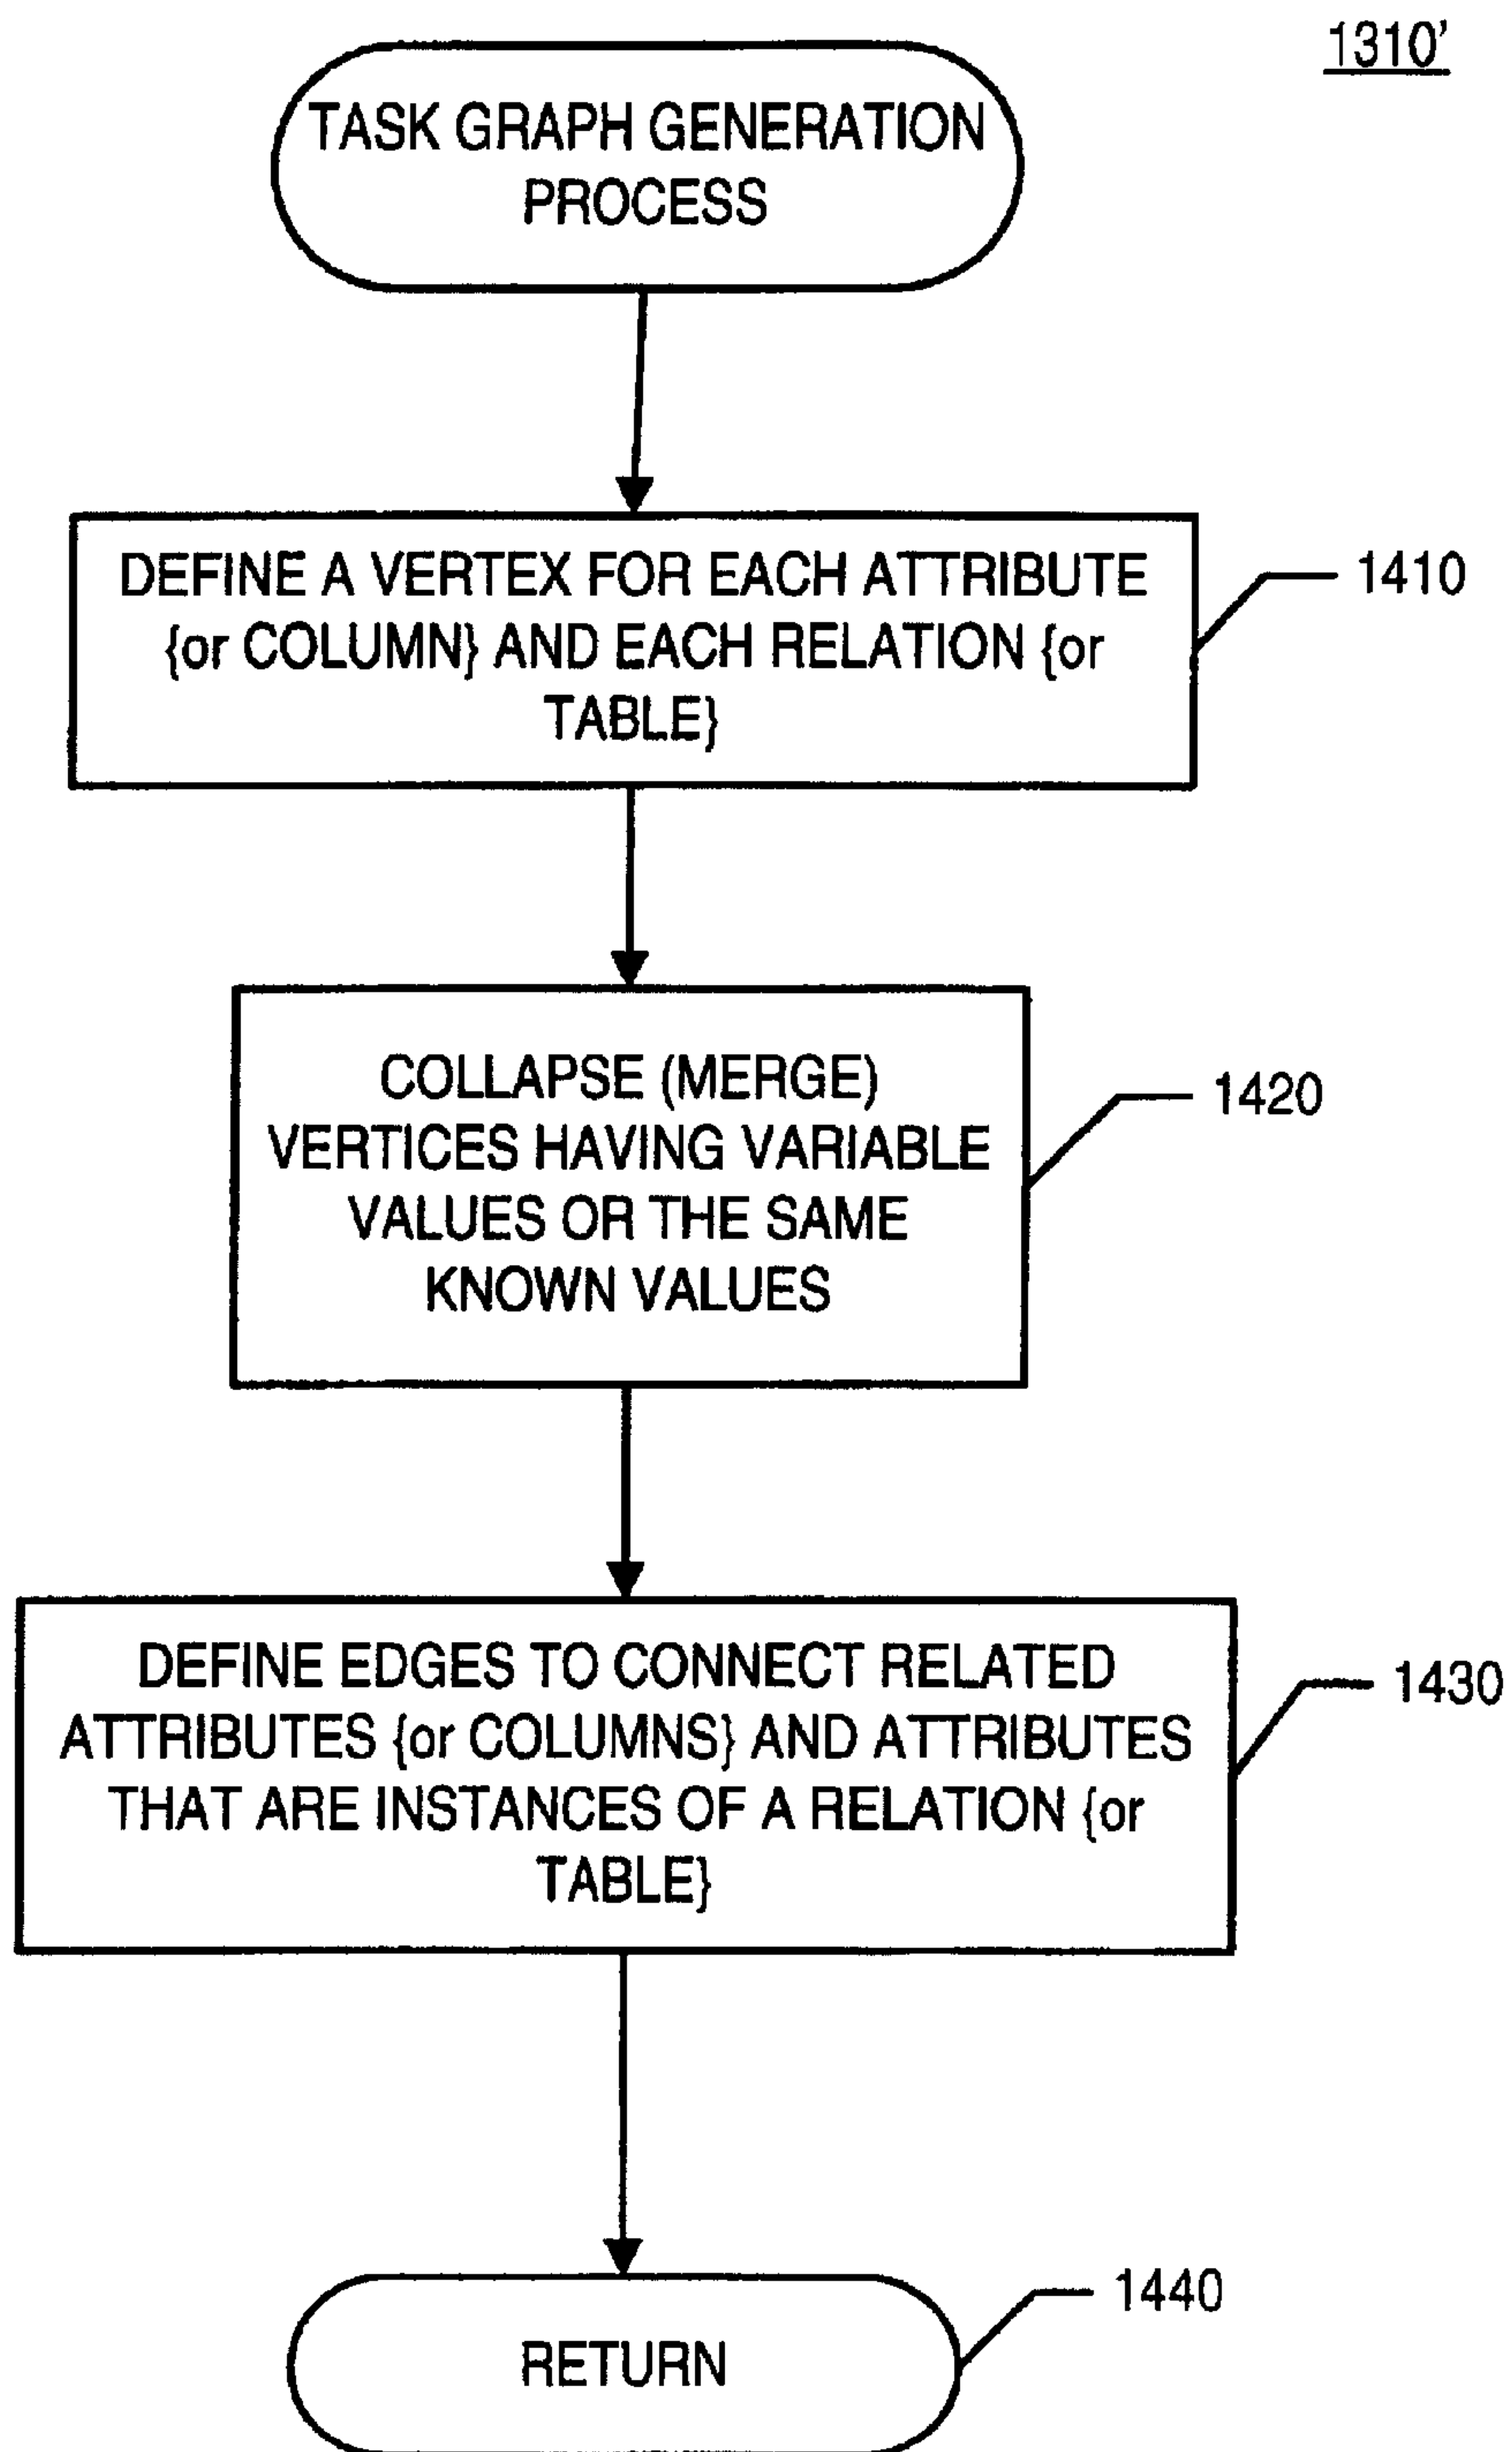 1310'
TASK GRAPH GENERATION
PROCESS
DEFINE A VERTEX FOR EACH ATTRIBUTE
{or COLUMN} AND EACH RELATION {or
TABLE}
1410
COLLAPSE (MERGE)
VERTICES HAVING VARIABLE
VALUES OR THE SAME
KNOWN VALUES
1420
DEFINE EDGES TO CONNECT RELATED
ATTRIBUTES {or COLUMNS} AND ATTRIBUTES
THAT ARE INSTANCES OF A RELATION {or
TABLE}
1430
RETURN
1440